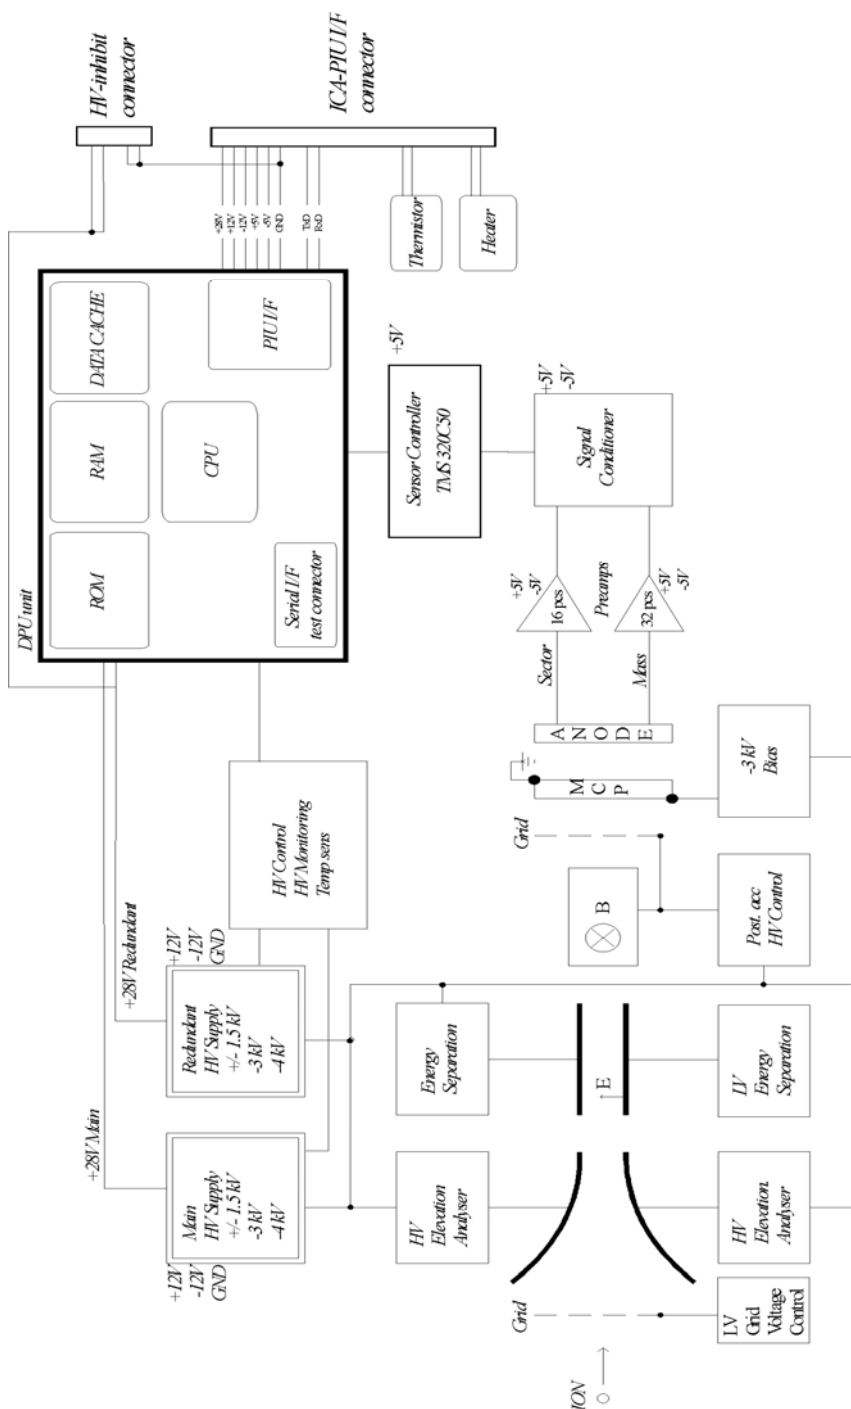 HV-inhibit
connector
ICA-PIU I/F
connector
+28V
+12V
-12V
+5V
-5V
GND
TxD
RxD
Thermistor
Heater
DPU unit
ROM
RAM
DATA CACHE
CPU
PIU I/F
Serial I/F
test connector
Sensor Controller
TMS 320C50
+5V
Signal
Conditioner
+5V
-5V
Preamps
+5V
-5V
16 pcs
32 pcs
+5V
-5V
Sector
Mass
A N O D E
M C P
-3 kV
Bias
HV Control
HV Monitoring
Temp sens
+28V Redundant
+28V Main
+12V
-12V
GND
Redundant
HV Supply
+/- 1.5 kV
-3 kV
-4 kV
+12V
-12V
GND
Main
HV Supply
+/- 1.5 kV
-3 kV
-4 kV
Grid
B
Post. acc
HV Control
Energy
Separation
E
LV
Energy
Separation
HV
Elevation
Analyser
HV
Elevation.
Analyser
Grid
LV
Grid
Voltage
Control
ION